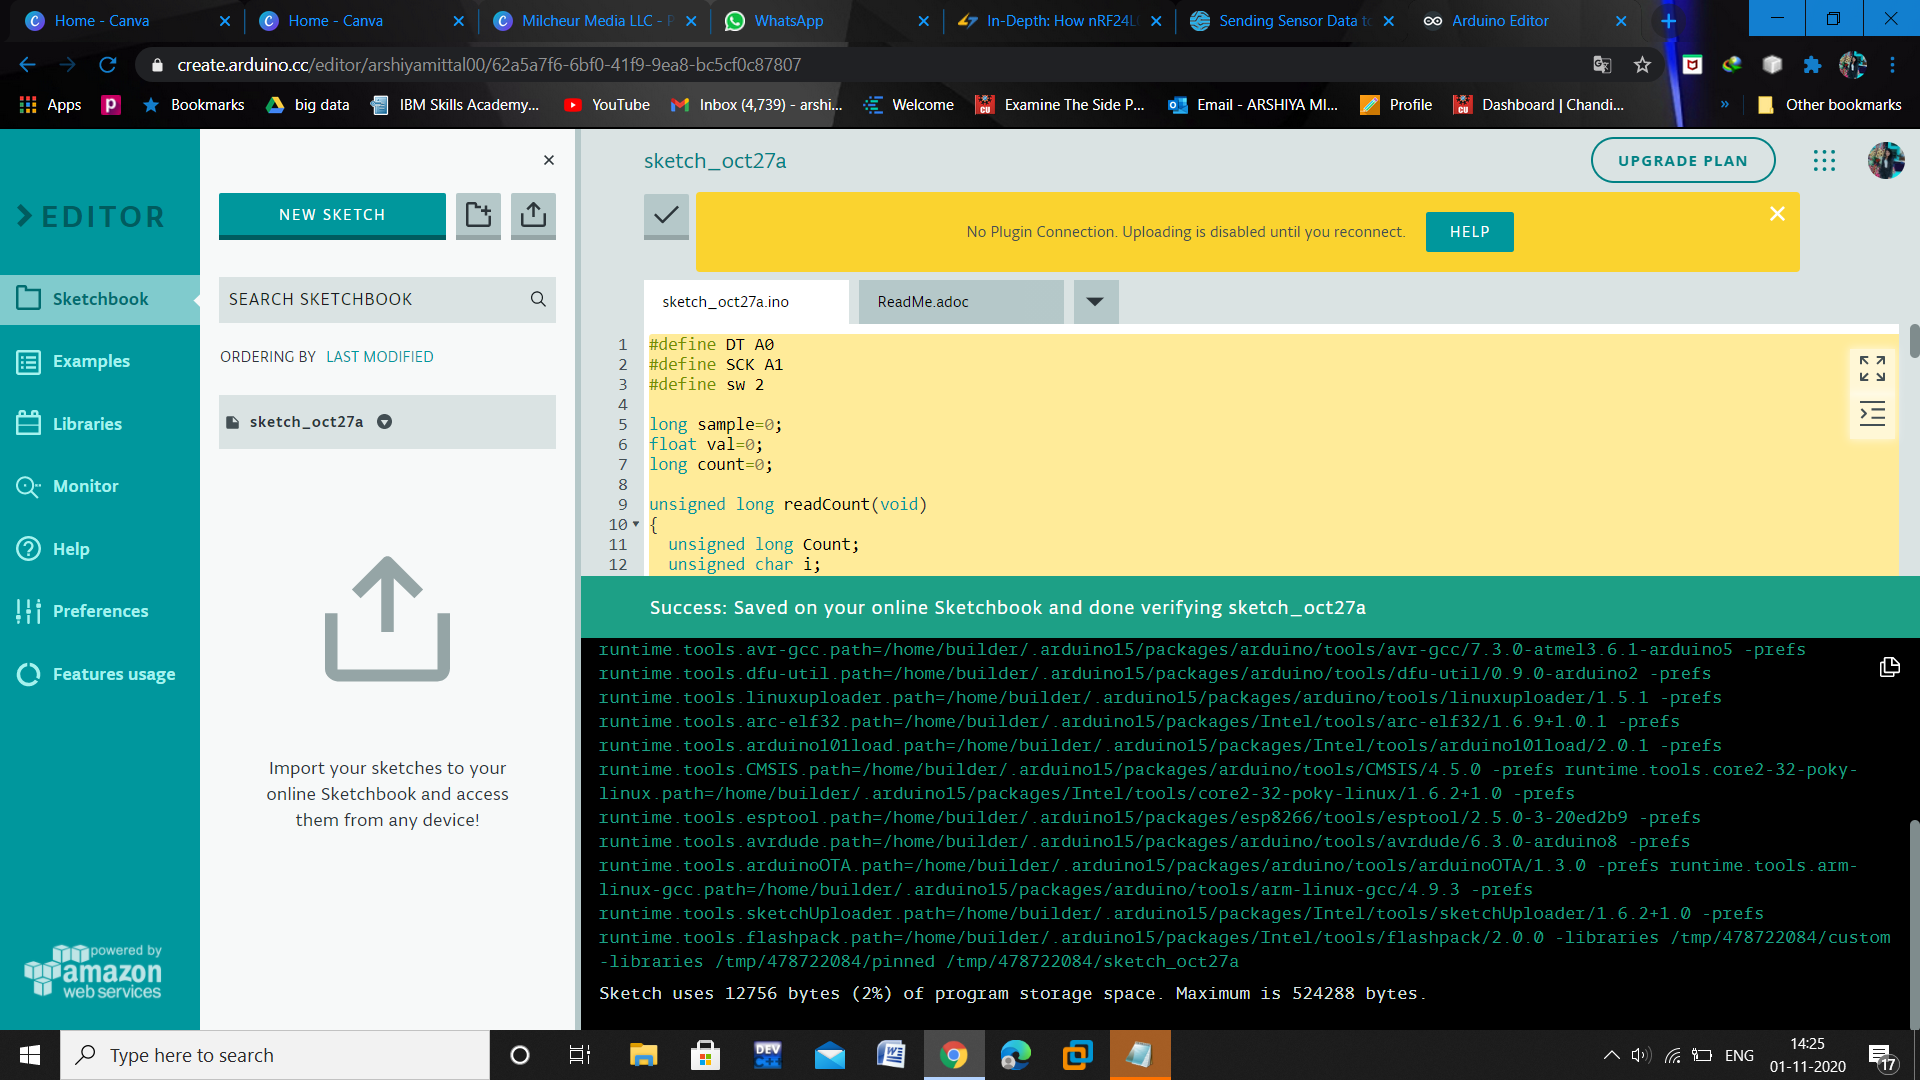 Home - Canva
Home - Canva
Milcheur Media LLC - P
WhatsApp
In-Depth: How nRF24L
Sending Sensor Data to
Arduino Editor
create.arduino.cc/editor/arshiyamittal00/62a5a7f6-6bf0-41f9-9ea8-bc5cf0c87807
Apps
Bookmarks
big data
IBM Skills Academy...
YouTube
Inbox (4,739) - arshi...
Welcome
Examine The Side P...
Email - ARSHIYA MI...
Profile
Dashboard | Chandi...
Other bookmarks
EDITOR
Sketchbook
Examples
Libraries
Monitor
Help
Preferences
Features usage
powered by
amazon
web services
NEW SKETCH
SEARCH SKETCHBOOK
ORDERING BY LAST MODIFIED
sketch_oct27a
Import your sketches to your
online Sketchbook and access
them from any device!
sketch_oct27a
UPGRADE PLAN
No Plugin Connection. Uploading is disabled until you reconnect.
HELP
sketch_oct27a.ino
ReadMe.adoc
1 #define DT A0
2 #define SCK A1
3 #define sw 2
4
5 long sample=0;
6 float val=0;
7 long count=0;
8
9 unsigned long readCount(void)
10 {
11 unsigned long Count;
12 unsigned char i;
Success: Saved on your online Sketchbook and done verifying sketch_oct27a
runtime.tools.avr-gcc.path=/home/builder/.arduino15/packages/arduino/tools/avr-gcc/7.3.0-atmel3.6.1-arduino5 -prefs
runtime.tools.dfu-util.path=/home/builder/.arduino15/packages/arduino/tools/dfu-util/0.9.0-arduino2 -prefs
runtime.tools.linuxuploader.path=/home/builder/.arduino15/packages/arduino/tools/linuxuploader/1.5.1 -prefs
runtime.tools.arc-elf32.path=/home/builder/.arduino15/packages/Intel/tools/arc-elf32/1.6.9+1.0.1 -prefs
runtime.tools.arduino101load.path=/home/builder/.arduino15/packages/Intel/tools/arduino101load/2.0.1 -prefs
runtime.tools.CMSIS.path=/home/builder/.arduino15/packages/arduino/tools/CMSIS/4.5.0 -prefs runtime.tools.core2-32-poky-
linux.path=/home/builder/.arduino15/packages/Intel/tools/core2-32-poky-linux/1.6.2+1.0 -prefs
runtime.tools.esptool.path=/home/builder/.arduino15/packages/esp8266/tools/esptool/2.5.0-3-20ed2b9 -prefs
runtime.tools.avrdude.path=/home/builder/.arduino15/packages/arduino/tools/avrdude/6.3.0-arduino8 -prefs
runtime.tools.arduinoOTA.path=/home/builder/.arduino15/packages/arduino/tools/arduinoOTA/1.3.0 -prefs runtime.tools.arm-
linux-gcc.path=/home/builder/.arduino15/packages/arduino/tools/arm-linux-gcc/4.9.3 -prefs
runtime.tools.sketchUploader.path=/home/builder/.arduino15/packages/Intel/tools/sketchUploader/1.6.2+1.0 -prefs
runtime.tools.flashpack.path=/home/builder/.arduino15/packages/Intel/tools/flashpack/2.0.0 -libraries /tmp/478722084/custom
-libraries /tmp/478722084/pinned /tmp/478722084/sketch_oct27a
Sketch uses 12756 bytes (2%) of program storage space. Maximum is 524288 bytes.
Type here to search
ENG
14:25
01-11-2020
17